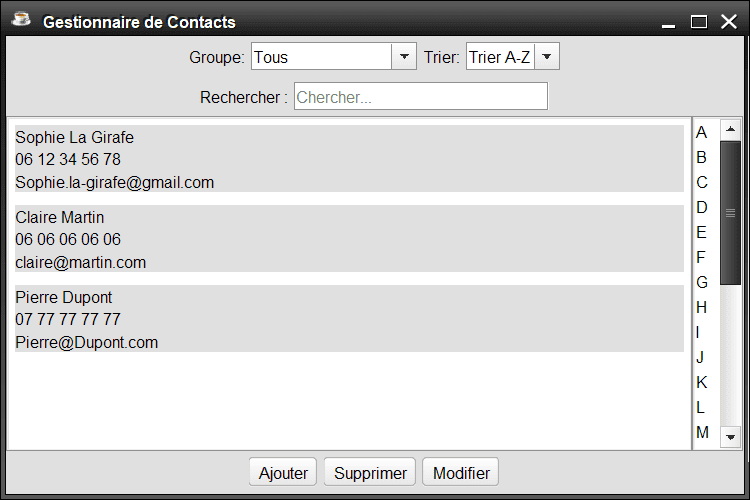 Gestionnaire de Contacts
Groupe: Tous Trier: Trier A-Z
Rechercher : Chercher...
Sophie La Girafe
06 12 34 56 78
Sophie.la-girafe@gmail.com
Claire Martin
06 06 06 06 06
claire@martin.com
Pierre Dupont
07 77 77 77 77
Pierre@Dupont.com
A
B
C
D
E
F
G
H
I
J
K
L
M
Ajouter Supprimer Modifier